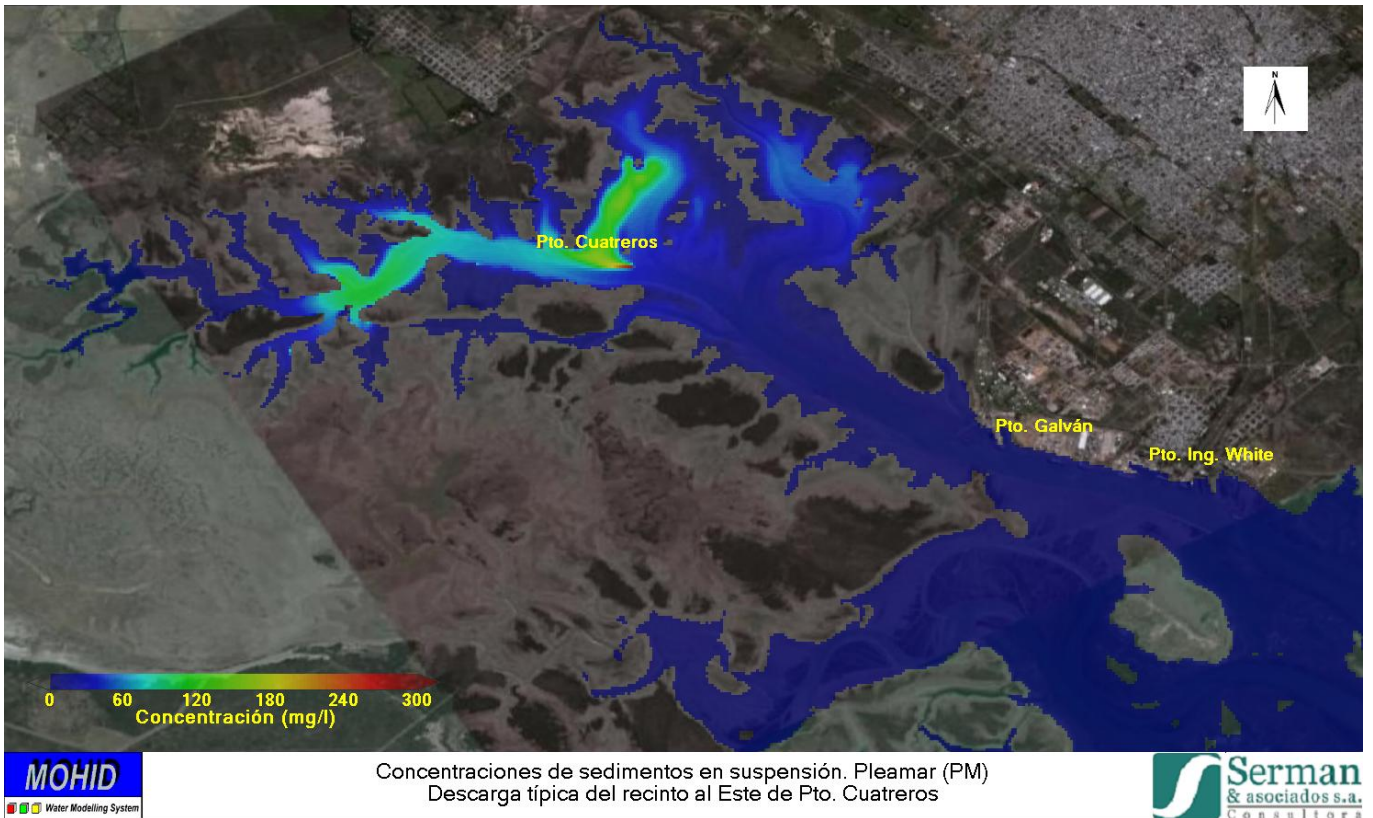 N
Pto. Cuatreros
Pto. Galván
Pto. Ing. White
0 60 120 180 240 300
Concentración (mg/l)
MOHID
Water Modelling System
Concentraciones de sedimentos en suspensión. Pleamar (PM)
Descarga típica del recinto al Este de Pto. Cuatreros
Serman
& asociados s.a.
Consultora